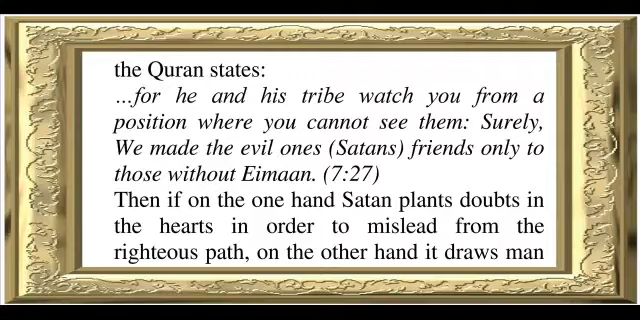 the Quran states:
...for he and his tribe watch you from a
position where you cannot see them: Surely,
We made the evil ones (Satans) friends only to
those without Eimaan. (7:27)
Then if on the one hand Satan plants doubts in
the hearts in order to mislead from the
righteous path, on the other hand it draws man